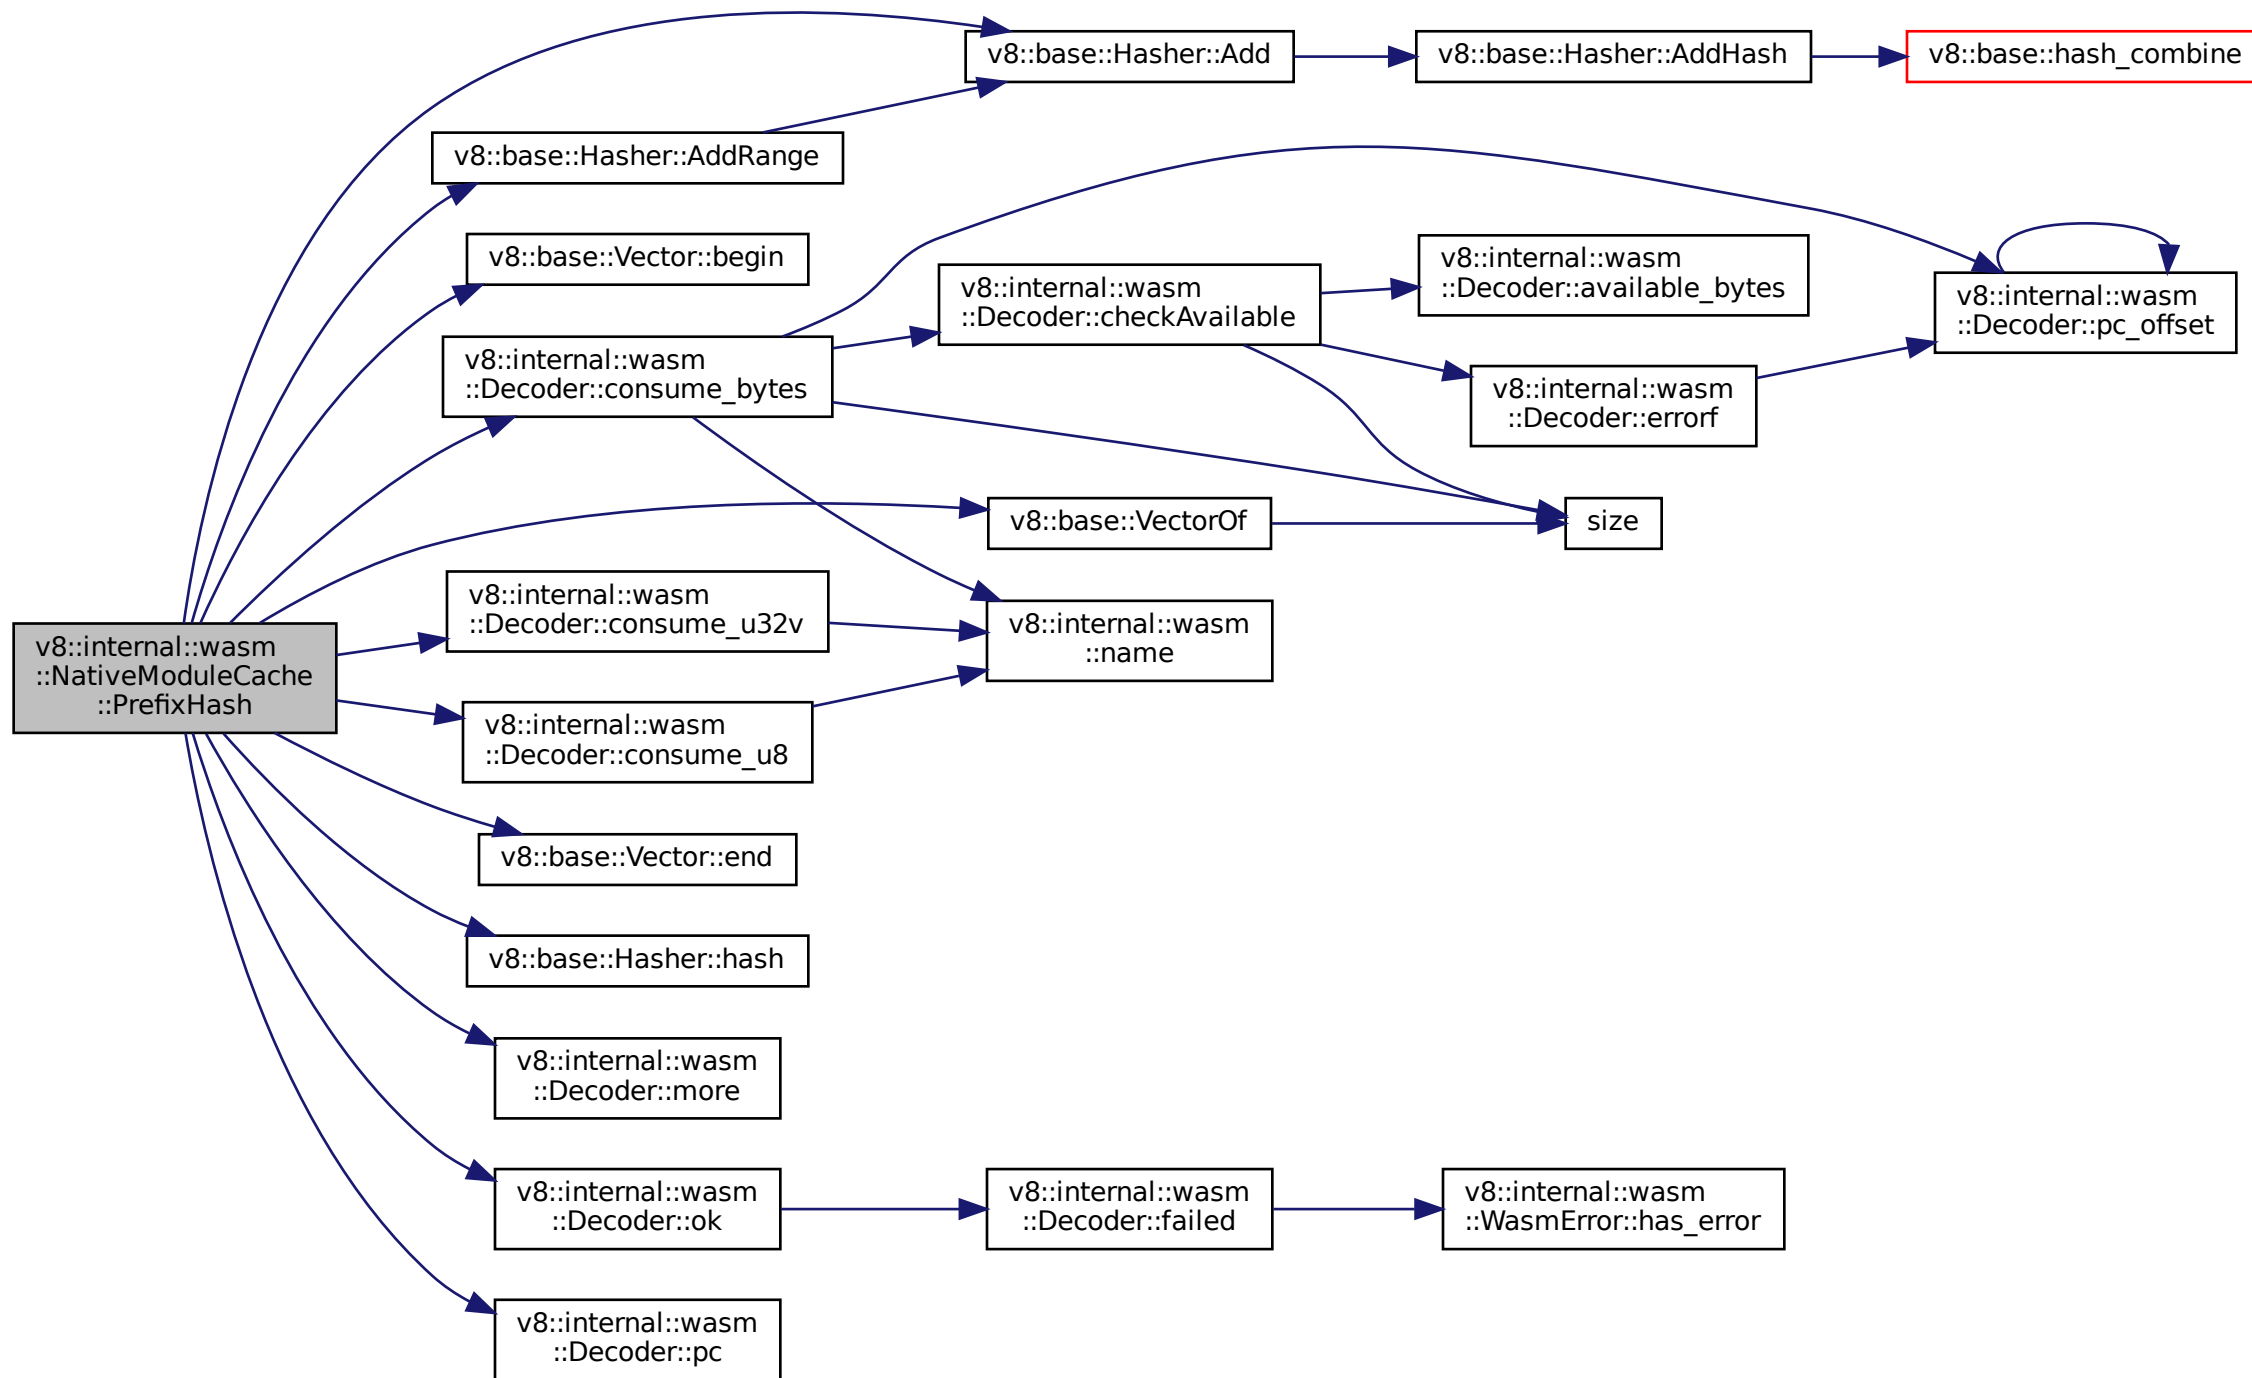 v8::internal::wasm
::NativeModuleCache
::PrefixHash
v8::base::Hasher::Add
v8::base::Hasher::AddHash
v8::base::hash_combine
v8::base::Hasher::AddRange
v8::base::Vector::begin
v8::internal::wasm
::Decoder::consume_bytes
v8::internal::wasm
::Decoder::checkAvailable
v8::internal::wasm
::Decoder::available_bytes
v8::internal::wasm
::Decoder::errorf
v8::internal::wasm
::Decoder::pc_offset
v8::base::VectorOf
size
v8::internal::wasm
::Decoder::consume_u32v
v8::internal::wasm
::name
v8::internal::wasm
::Decoder::consume_u8
v8::base::Vector::end
v8::base::Hasher::hash
v8::internal::wasm
::Decoder::more
v8::internal::wasm
::Decoder::ok
v8::internal::wasm
::Decoder::failed
v8::internal::wasm
::WasmError::has_error
v8::internal::wasm
::Decoder::pc